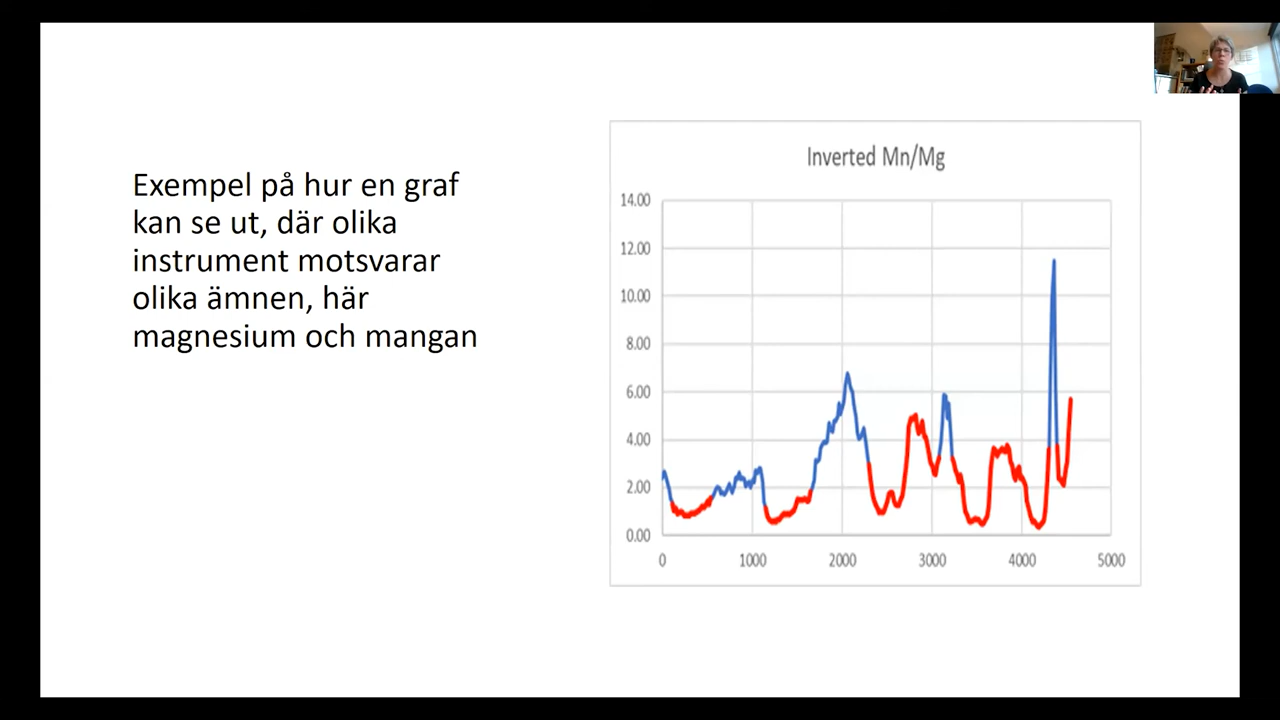 Exempel på hur en graf
kan se ut, där olika
instrument motsvarar
olika ämnen, här
magnesium och mangan
Inverted Mn/Mg
14.00
12.00
10.00
8.00
6.00
4.00
2.00
0.00
0 1000 2000 3000 4000 5000